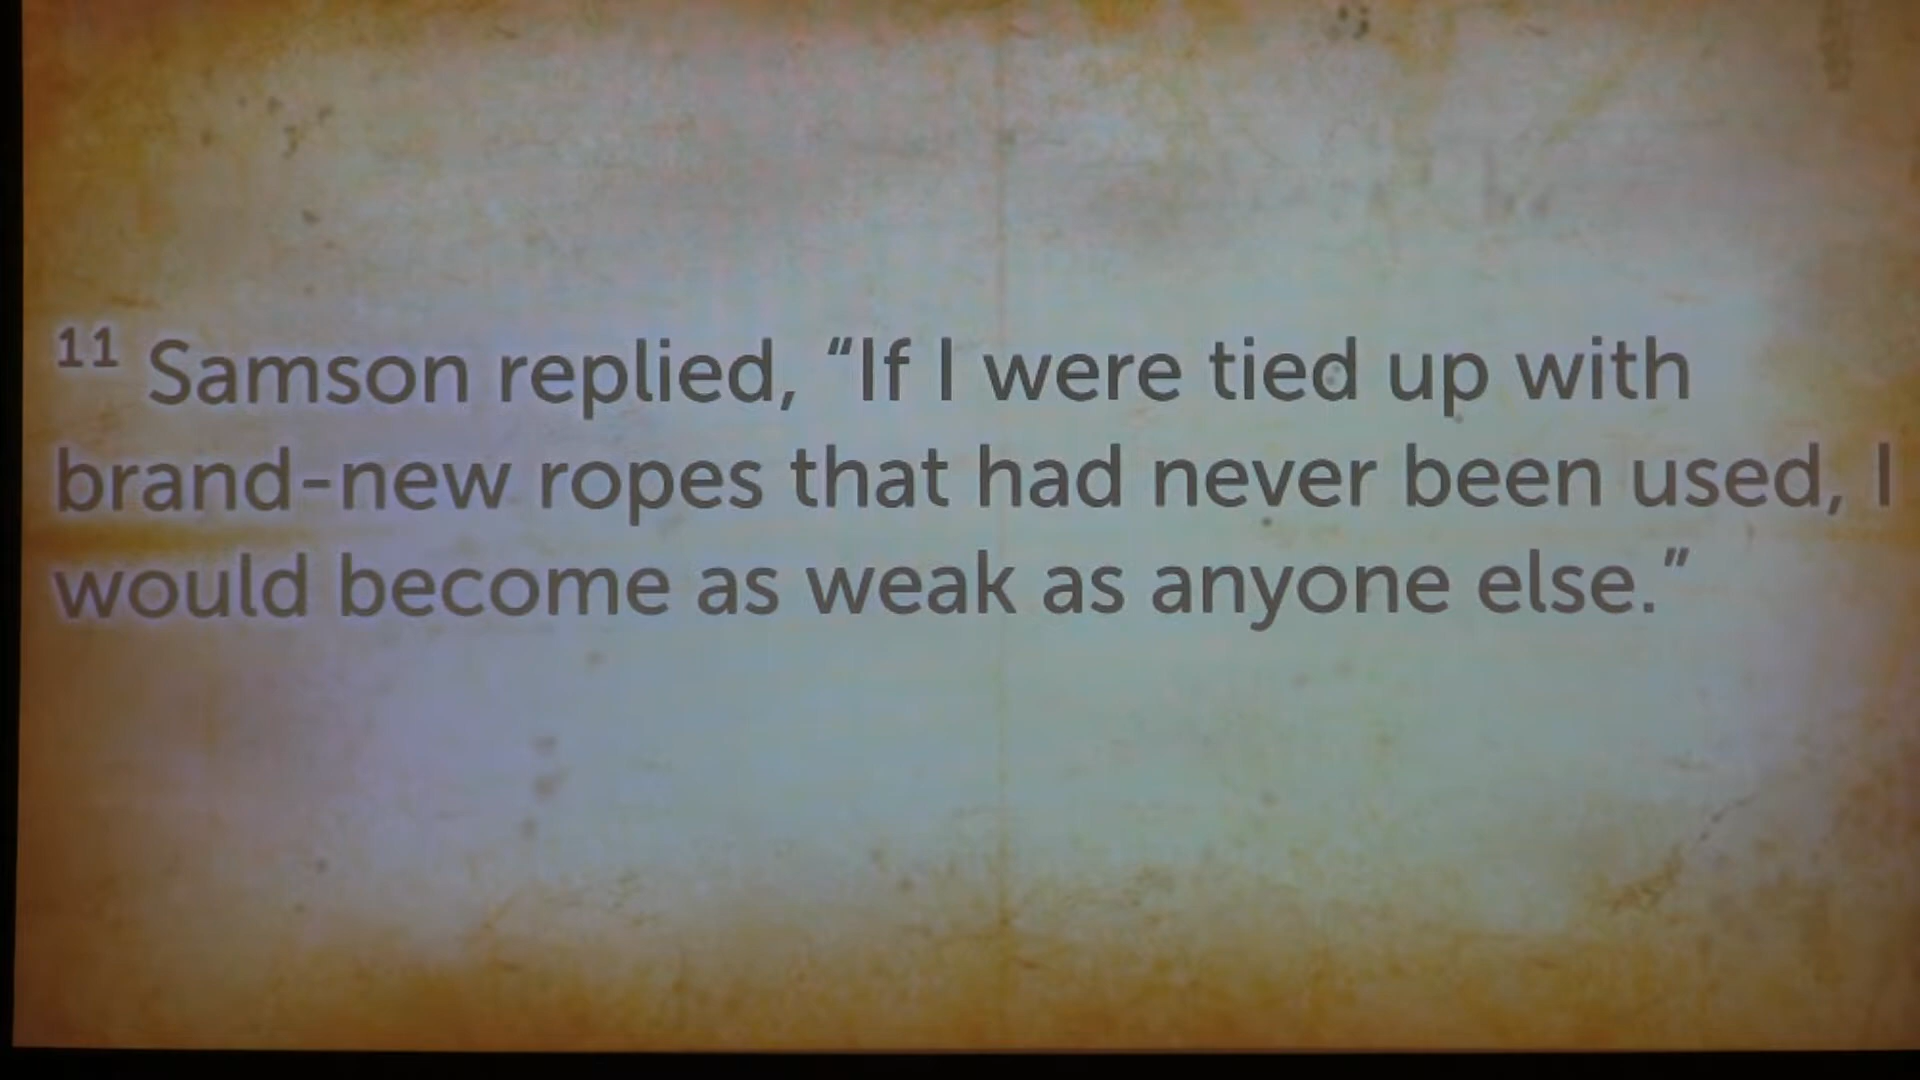 11 Samson replied, “If I were tied up with
brand-new ropes that had never been used, I
would become as weak as anyone else.”